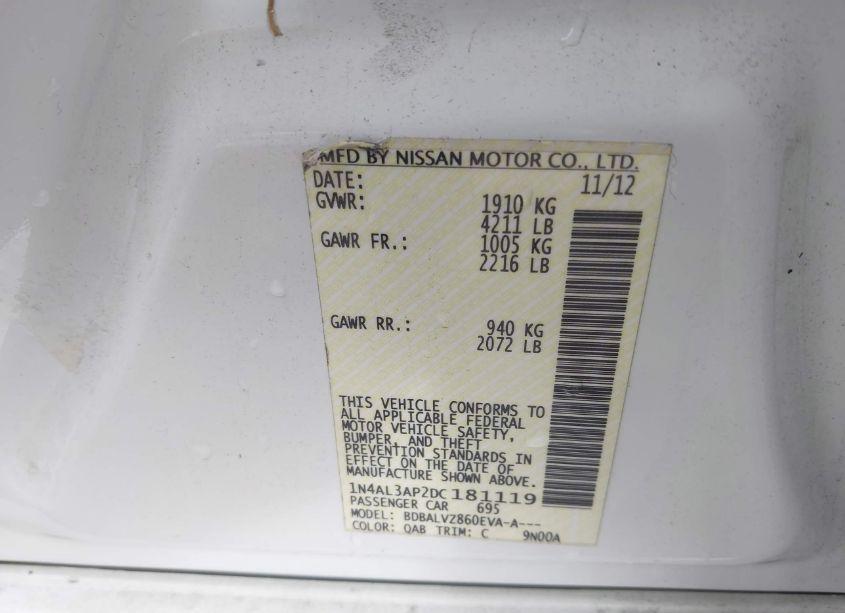 MFD BY NISSAN MOTOR CO., LTD.
DATE: 11/12
GVWR: 1910 KG
4211 LB
GAWR FR.: 1005 KG
2216 LB
GAWR RR.: 940 KG
2072 LB
THIS VEHICLE CONFORMS TO
ALL APPLICABLE FEDERAL
MOTOR VEHICLE SAFETY,
BUMPER, AND THEFT
PREVENTION STANDARDS IN
EFFECT ON THE DATE OF
MANUFACTURE SHOWN ABOVE.
1N4AL3AP2DC181119
PASSENGER CAR 695
MODEL: BDBALVZ860EVA-A---
COLOR: QAB TRIM: C 9N00A